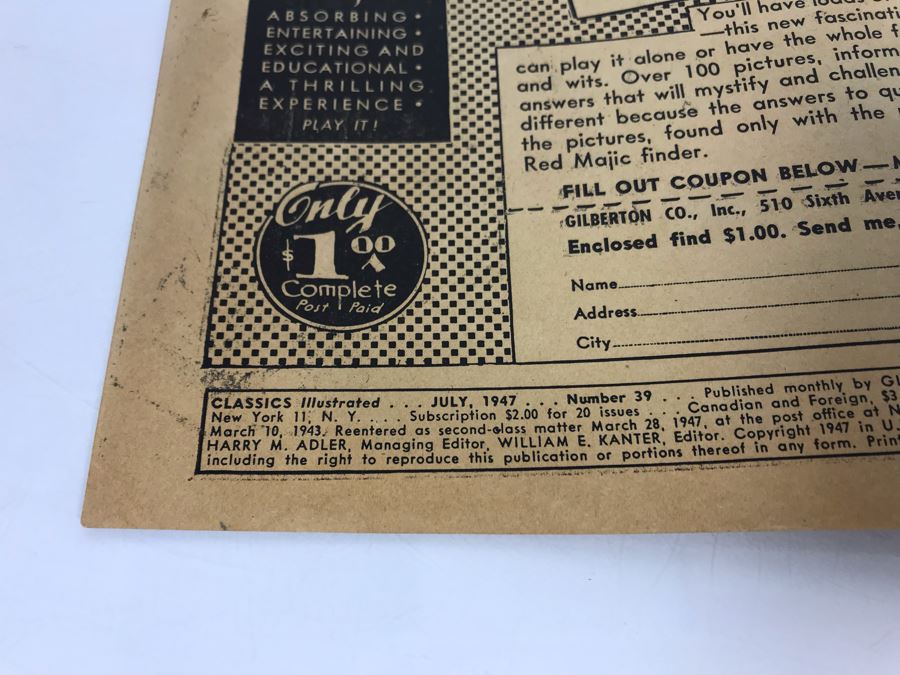 ABSORBING •
ENTERTAINING •
EXCITING AND
EDUCATIONAL •
A THRILLING
EXPERIENCE •
PLAY IT!
Only
$1.00
Complete
Post Paid
You'll have loads of
—this new fascinati
can play it alone or have the whole f
and wits. Over 100 pictures, inform
answers that will mystify and challen
different because the answers to qu
the pictures, found only with the
Red Majic finder.
FILL OUT COUPON BELOW — M
GILBERTON CO., Inc., 510 Sixth Aven
Enclosed find $1.00. Send me,
Name
Address
City
CLASSICS Illustrated . . . JULY, 1947 . . . Number 39 . . . Published monthly by GI
New York 11, N. Y. . . . Subscription $2.00 for 20 issues . . . Canadian and Foreign, $3
March 10, 1943. Reentered as second-class matter March 28, 1947, at the post office at N
HARRY M. ADLER, Managing Editor, WILLIAM E. KANTER, Editor. Copyright 1947 in U.
including the right to reproduce this publication or portions thereof in any form. Prin